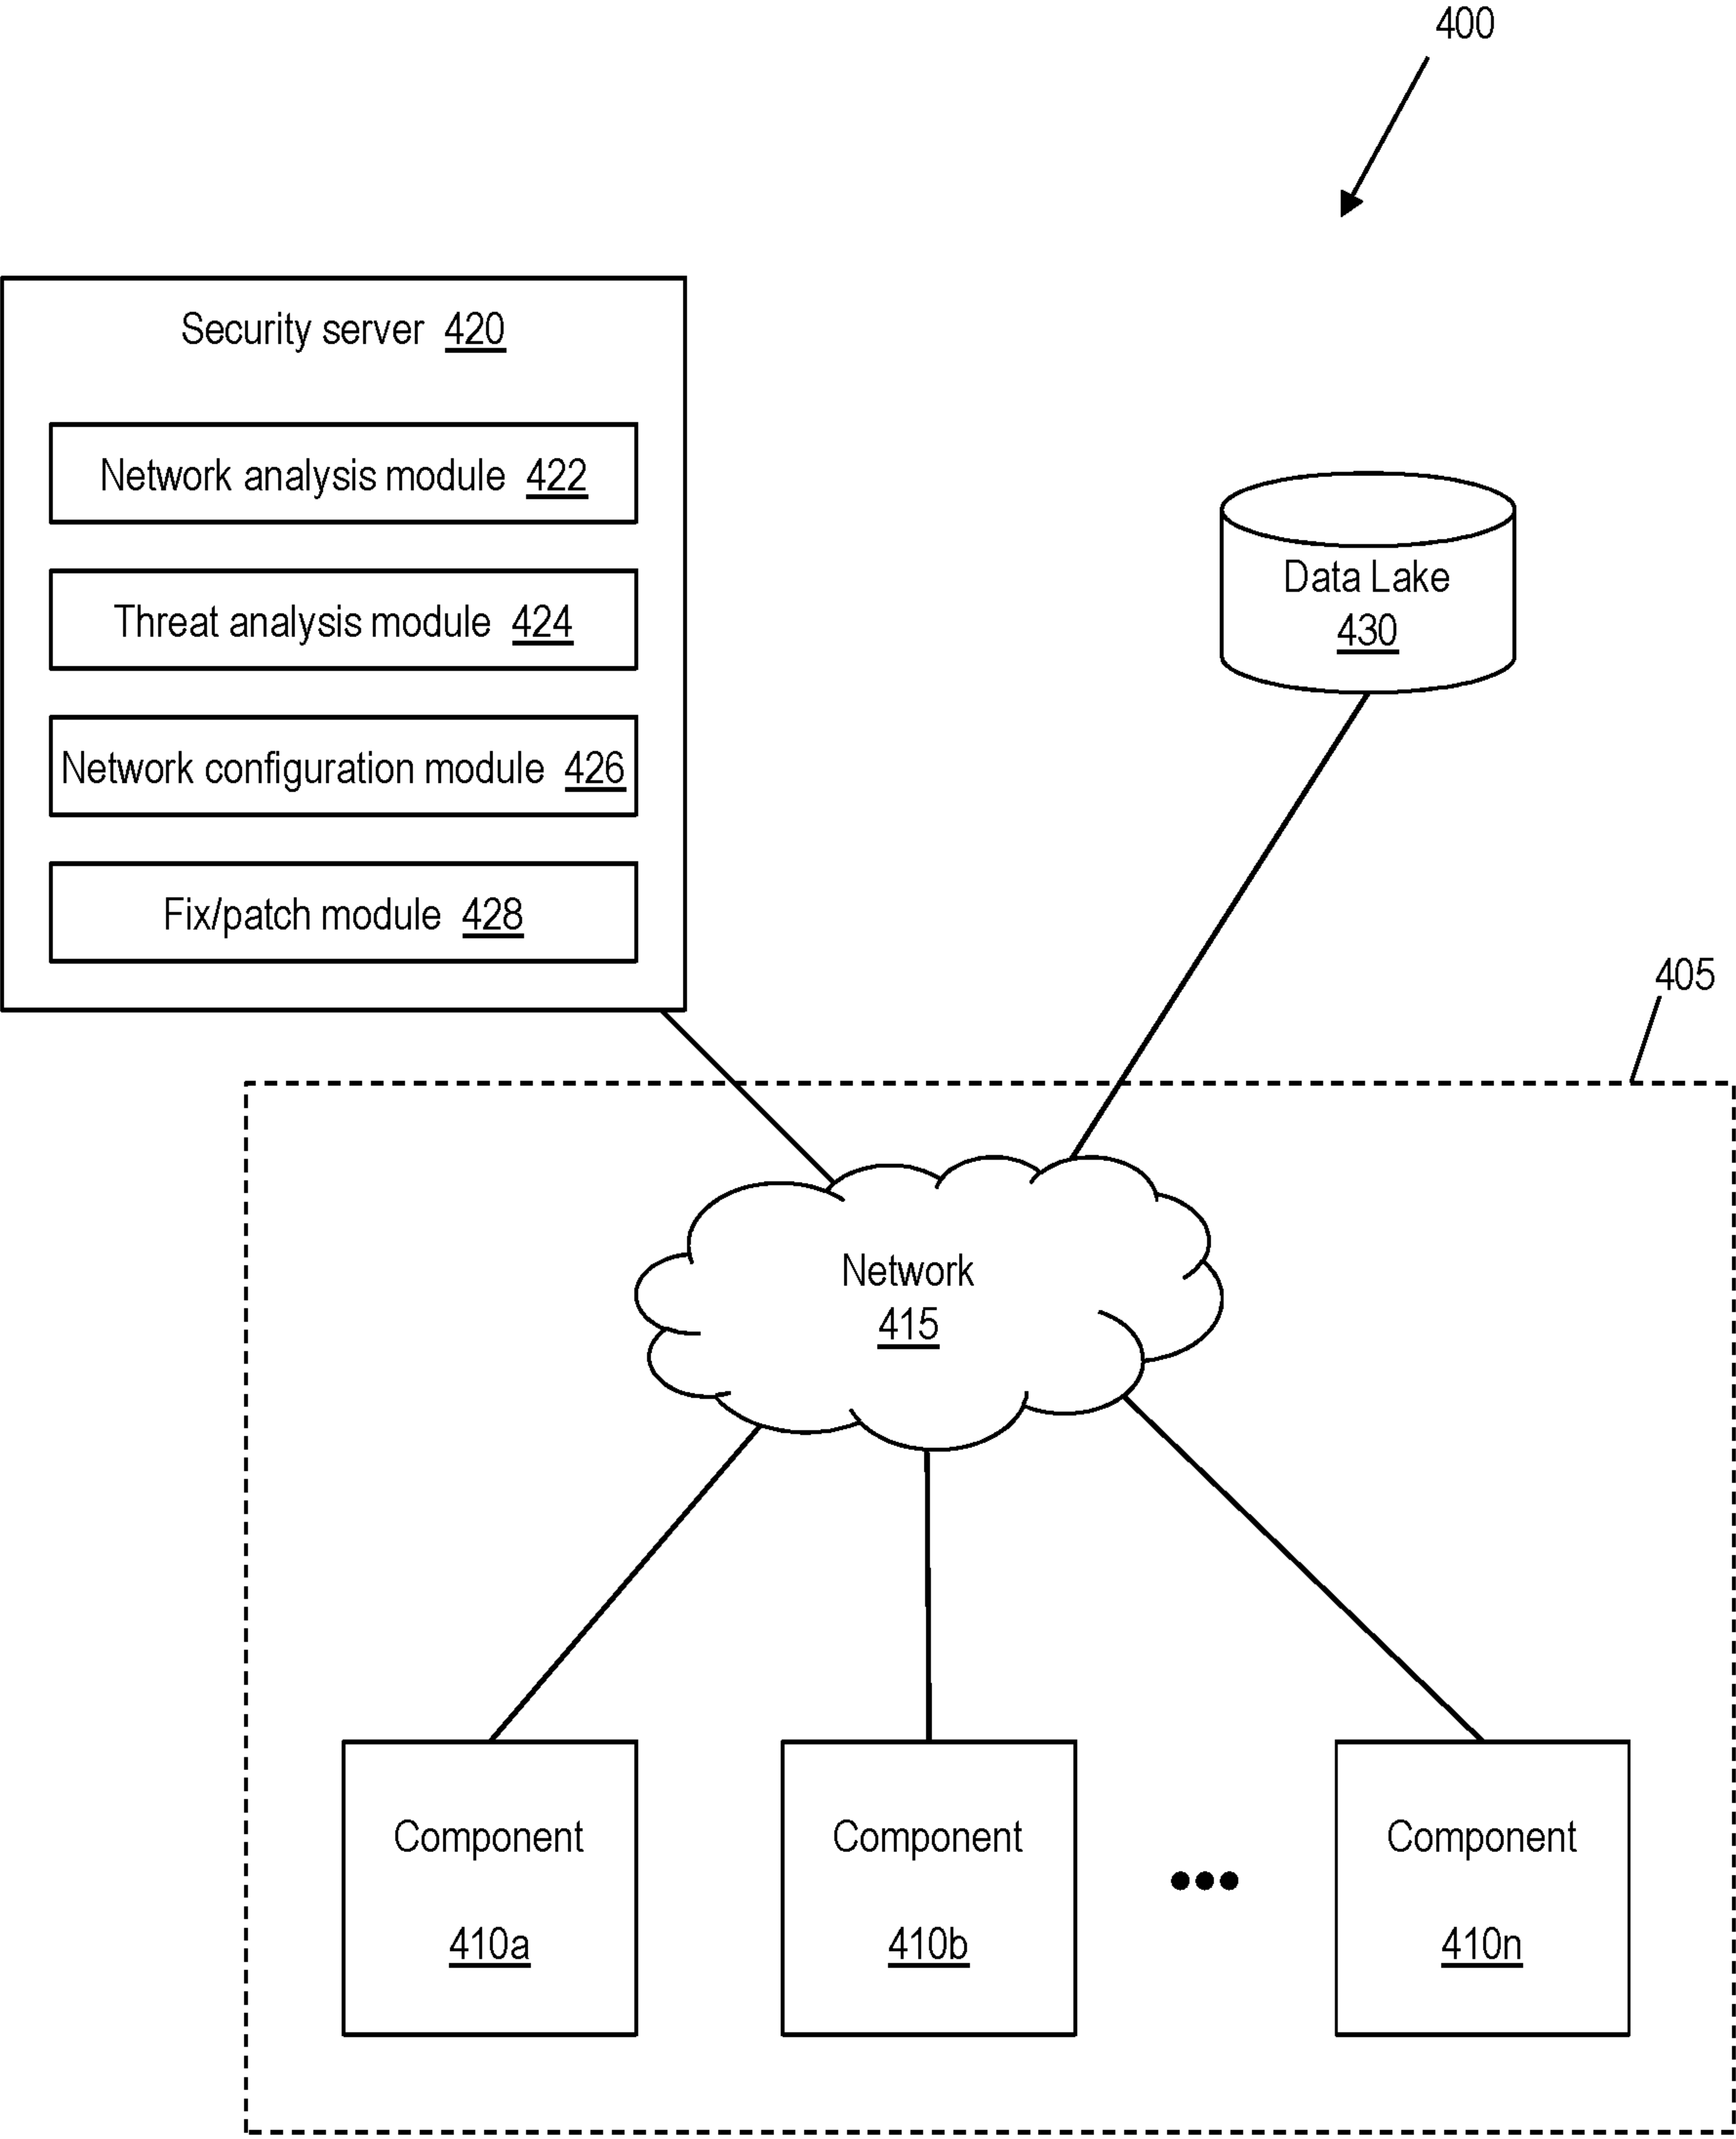 400
Security server 420
Network analysis module 422
Threat analysis module 424
Network configuration module 426
Fix/patch module 428
Data Lake
430
405
Network
415
Component
410a
Component
410b
Component
410n